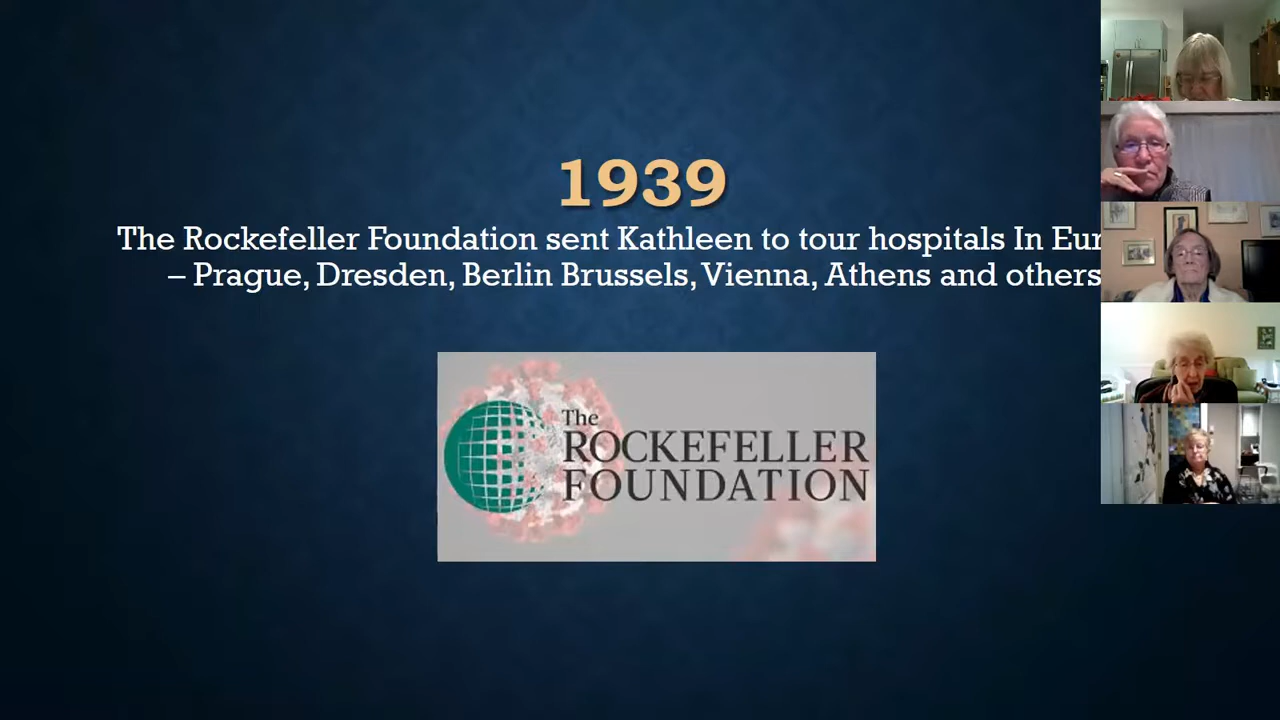 1939
The Rockefeller Foundation sent Kathleen to tour hospitals In
– Prague, Dresden, Berlin Brussels, Vienna, Athens and others
The
ROCKEFELLER
FOUNDATION